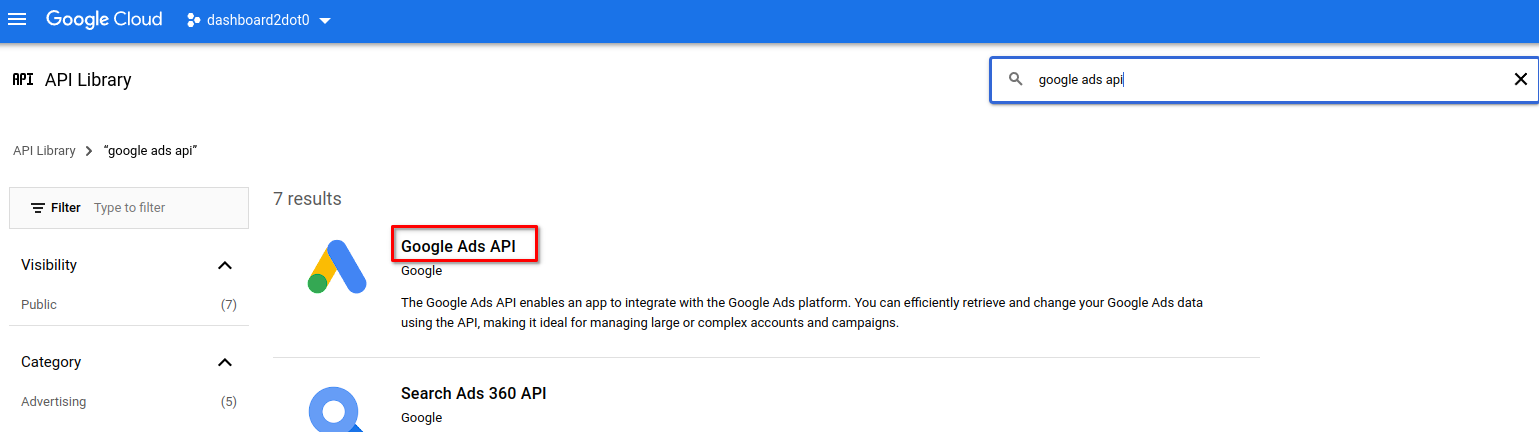 Google Cloud
dashboard2dot0
API API Library
google ads api
API Library
“google ads api”
Filter Type to filter
7 results
Google Ads API
Google
The Google Ads API enables an app to integrate with the Google Ads platform. You can efficiently retrieve and change your Google Ads data
using the API, making it ideal for managing large or complex accounts and campaigns.
Visibility
Public (7)
Category
Advertising (5)
Search Ads 360 API
Google